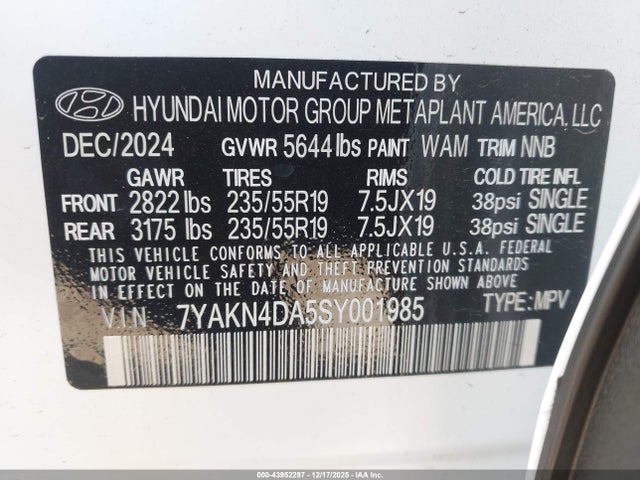 MANUFACTURED BY
HYUNDAI MOTOR GROUP METAPLANT AMERICA, LLC
DEC/2024 GVWR 5644 lbs PAINT WAM TRIM NNB
GAWR TIRES RIMS COLD TIRE INFL
FRONT 2822 lbs 235/55R19 7.5JX19 38psi SINGLE
REAR 3175 lbs 235/55R19 7.5JX19 38psi SINGLE
THIS VEHICLE CONFORMS TO ALL APPLICABLE U.S.A. FEDERAL
MOTOR VEHICLE SAFETY AND THEFT PREVENTION STANDARDS
IN EFFECT ON THE DATE OF MANUFACTURE SHOWN ABOVE.
VIN 7YAKN4DA5SY001985 TYPE: MPV
000-43952297 - 12/17/2025 - COPART.COM